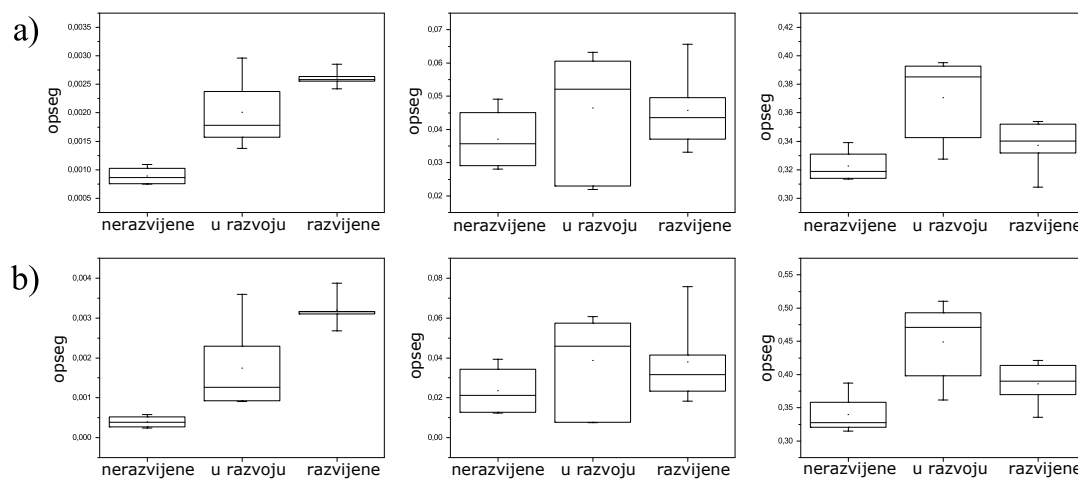 a)
opseg
0,0035
0,0030
0,0025
0,0020
0,0015
0,0010
0,0005
nerazvijene u razvoju razvijene
opseg
0,07
0,06
0,05
0,04
0,03
0,02
nerazvijene u razvoju razvijene
opseg
0,42
0,40
0,38
0,36
0,34
0,32
0,30
nerazvijene u razvoju razvijene
b)
opseg
0,004
0,003
0,002
0,001
0,000
nerazvijene u razvoju razvijene
opseg
0,08
0,06
0,04
0,02
0,00
nerazvijene u razvoju razvijene
opseg
0,55
0,50
0,45
0,40
0,35
0,30
nerazvijene u razvoju razvijene